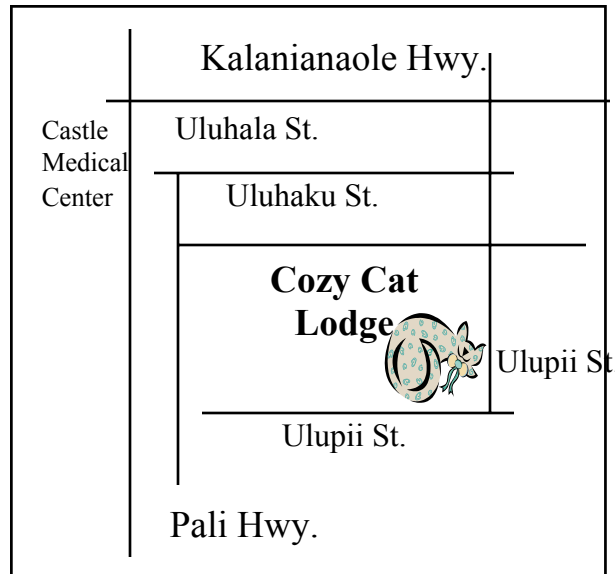 Kalanianaole Hwy.
Castle
Medical
Center
Uluhala St.
Uluhaku St.
Cozy Cat
Lodge
Ulupii St
Ulupii St.
Pali Hwy.